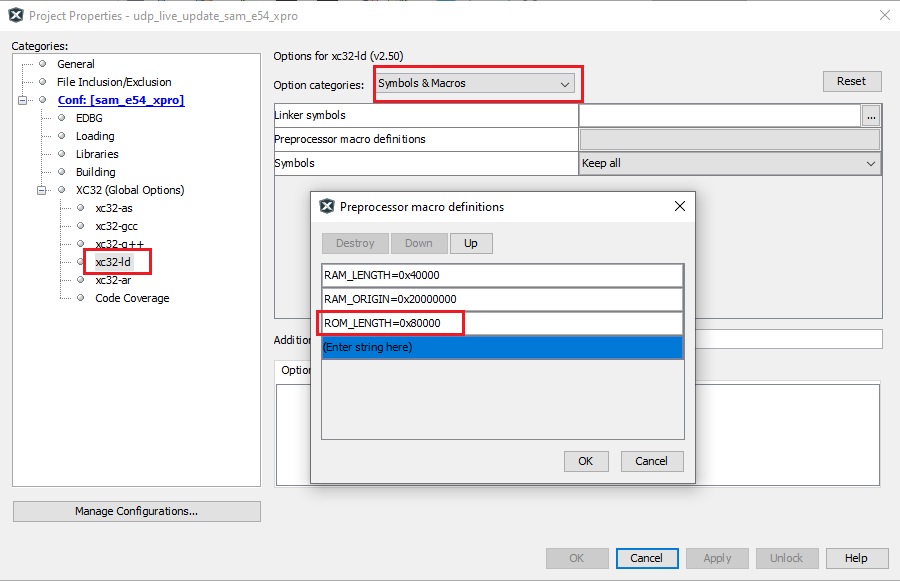 Project Properties - udp_live_update_sam_e54_xpro
Categories:
General
File Inclusion/Exclusion
Conf: [sam_e54_xpro]
EDBG
Loading
Libraries
Building
XC32 (Global Options)
xc32-as
xc32-gcc
xc32-g++
xc32-ld
xc32-ar
Code Coverage
Manage Configurations...
Options for xc32-ld (v2.50)
Option categories: Symbols & Macros
Reset
Linker symbols
...
Preprocessor macro definitions
Symbols Keep all
Preprocessor macro definitions
Destroy Down Up
RAM_LENGTH=0x40000
RAM_ORIGIN=0x20000000
ROM_LENGTH=0x80000
(Enter string here)
OK Cancel
OK Cancel Apply Unlock Help